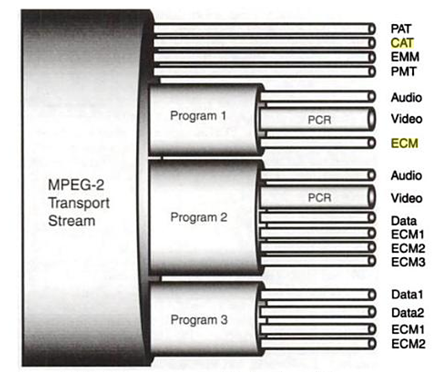 PAT
CAT
EMM
PMT
Program 1
Audio
PCR
Video
ECM
MPEG-2
Transport
Stream
Program 2
Audio
PCR
Video
Data
ECM1
ECM2
ECM3
Program 3
Data1
Data2
ECM1
ECM2